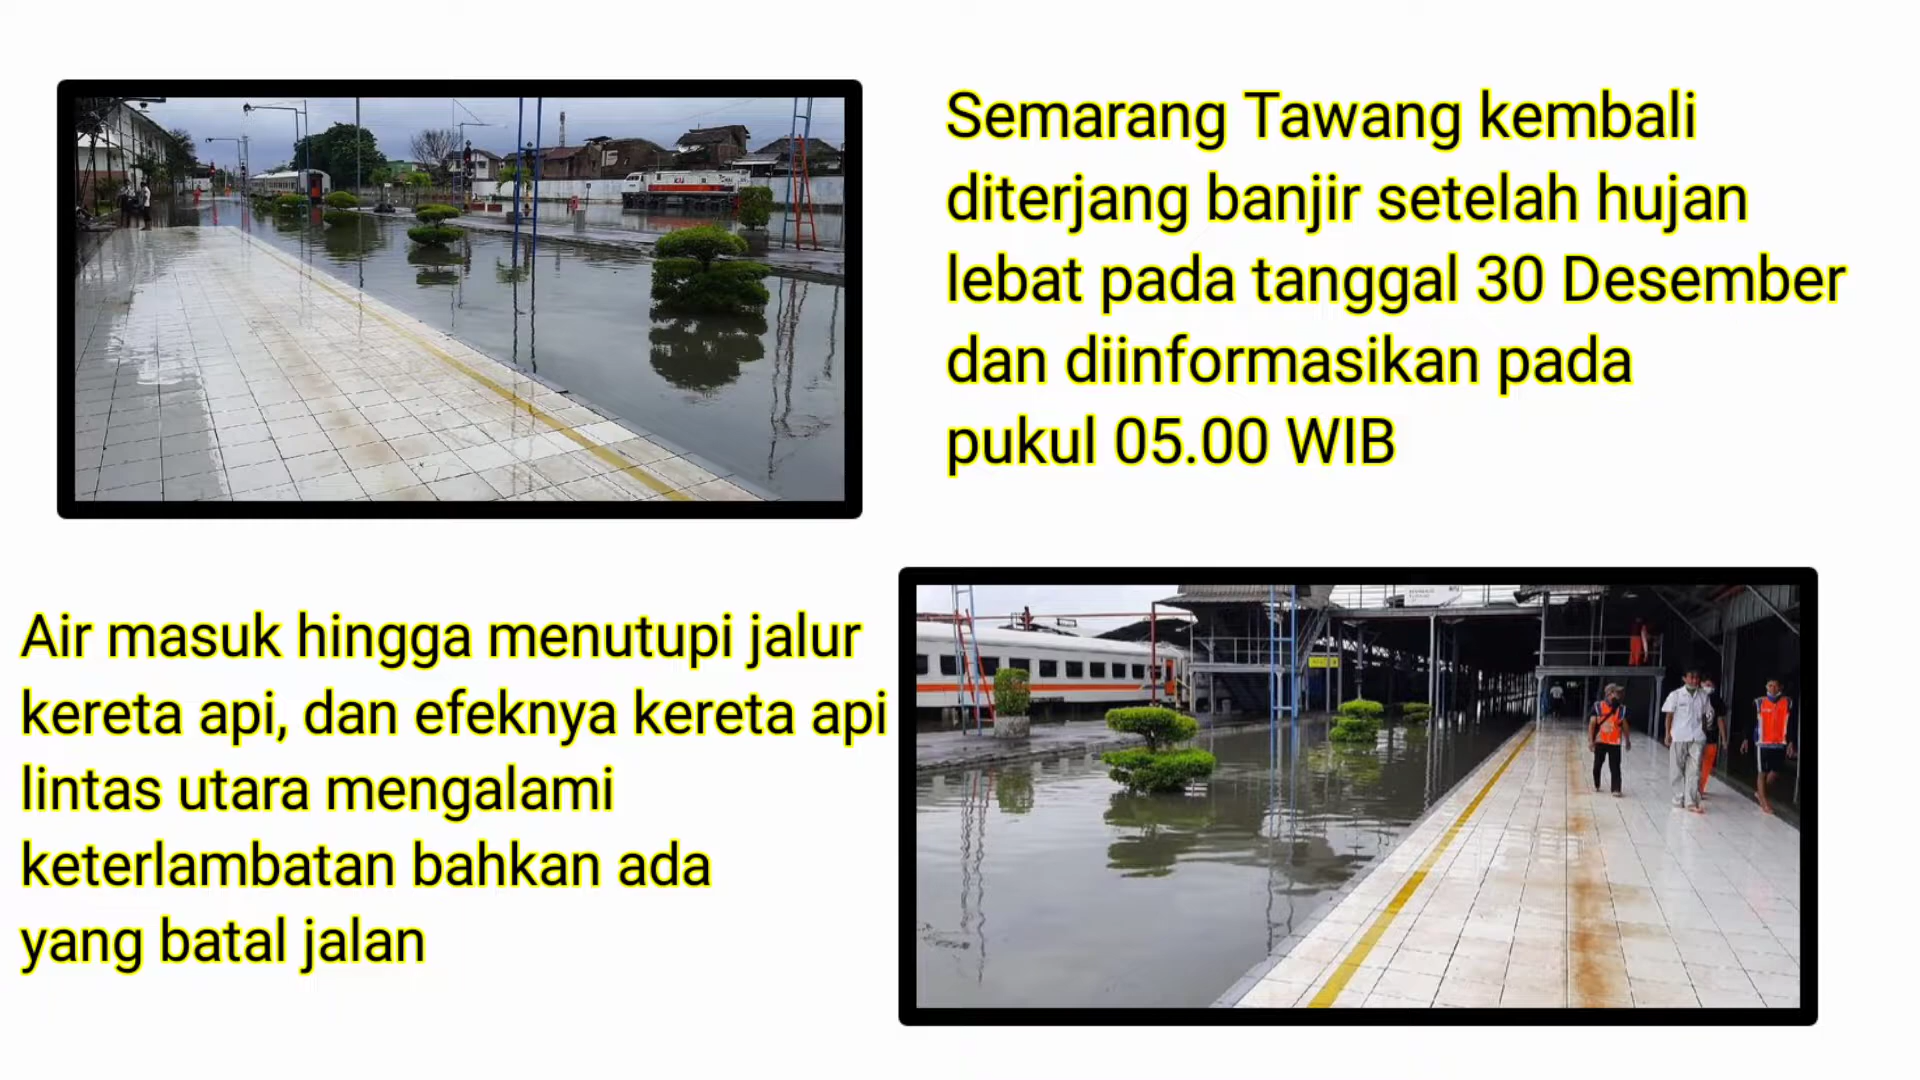 Semarang Tawang kembali
diterjang banjir setelah hujan
lebat pada tanggal 30 Desember
dan diinformasikan pada
pukul 05.00 WIB
Air masuk hingga menutupi jalur
kereta api, dan efeknya kereta api
lintas utara mengalami
keterlambatan bahkan ada
yang batal jalan